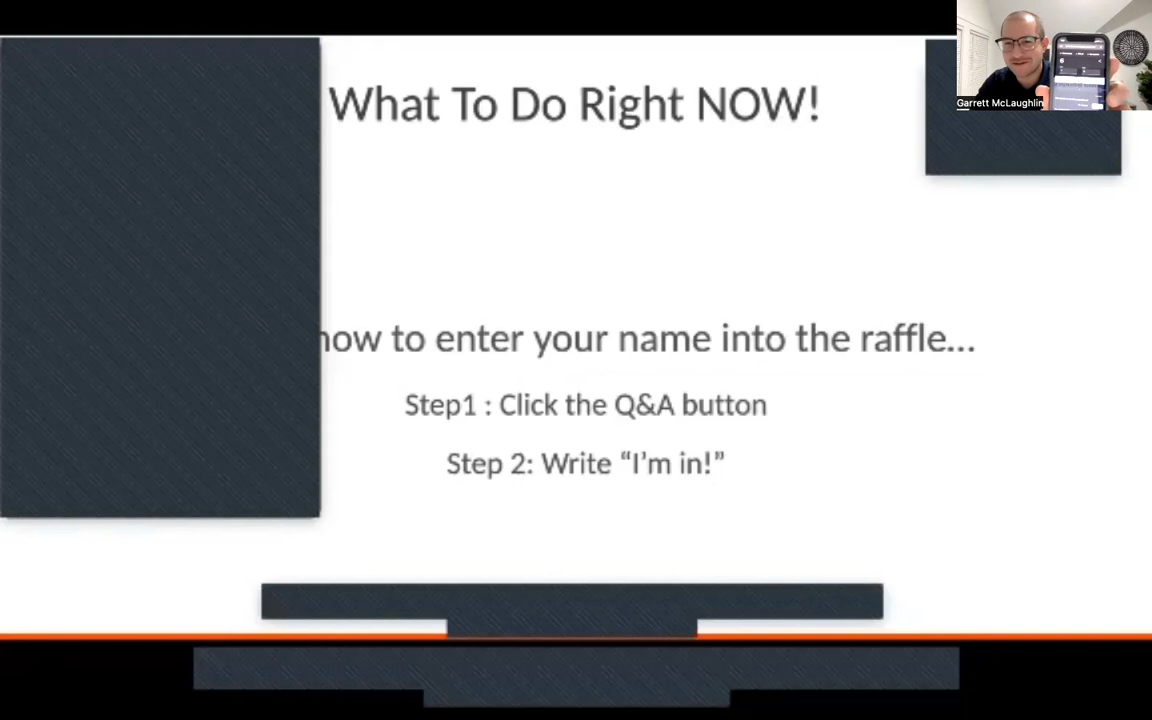 What To Do Right NOW!
Garrett McLaughlin
how to enter your name into the raffle...
Step1 : Click the Q&A button
Step 2: Write “I’m in!”